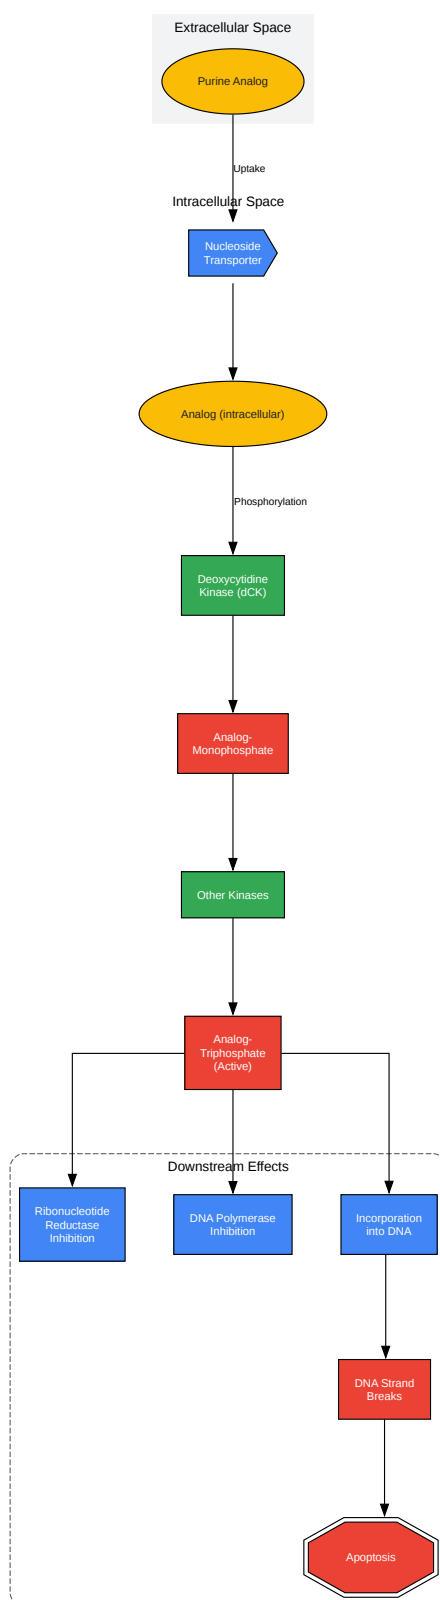 Extracellular Space
Purine Analog
Uptake
Intracellular Space
Nucleoside
Transporter
Analog (intracellular)
Phosphorylation
Deoxycytidine
Kinase (dCK)
Analog-
Monophosphate
Other Kinases
Analog-
Triphosphate
(Active)
Downstream Effects
Ribonucleotide
Reductase
Inhibition
DNA Polymerase
Inhibition
Incorporation
into DNA
DNA Strand
Breaks
Apoptosis